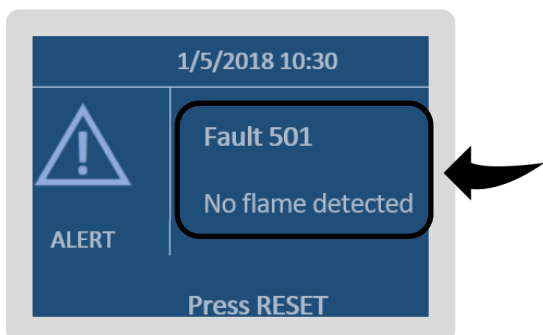 1/5/2018 10:30
Fault 501
No flame detected
ALERT
Press RESET